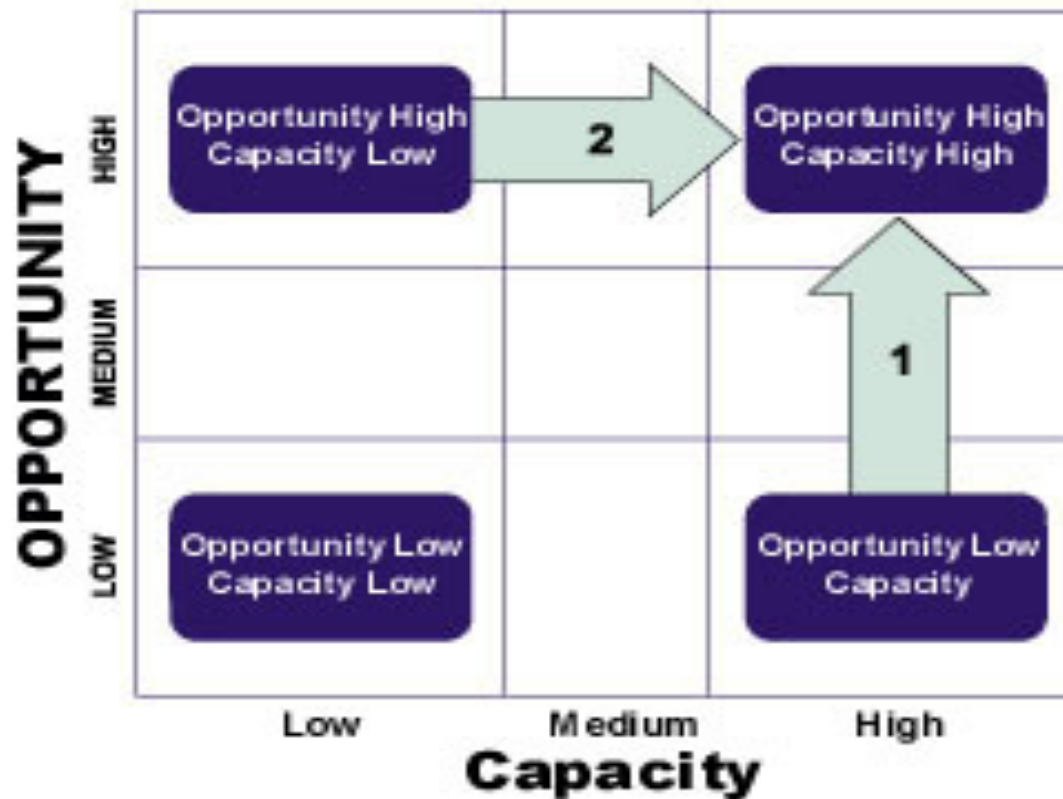 OPPORTUNITY
HIGH
MEDIUM
LOW
Opportunity High
Capacity Low
2
Opportunity High
Capacity High
1
Opportunity Low
Capacity Low
Opportunity Low
Capacity
Low Medium High
Capacity